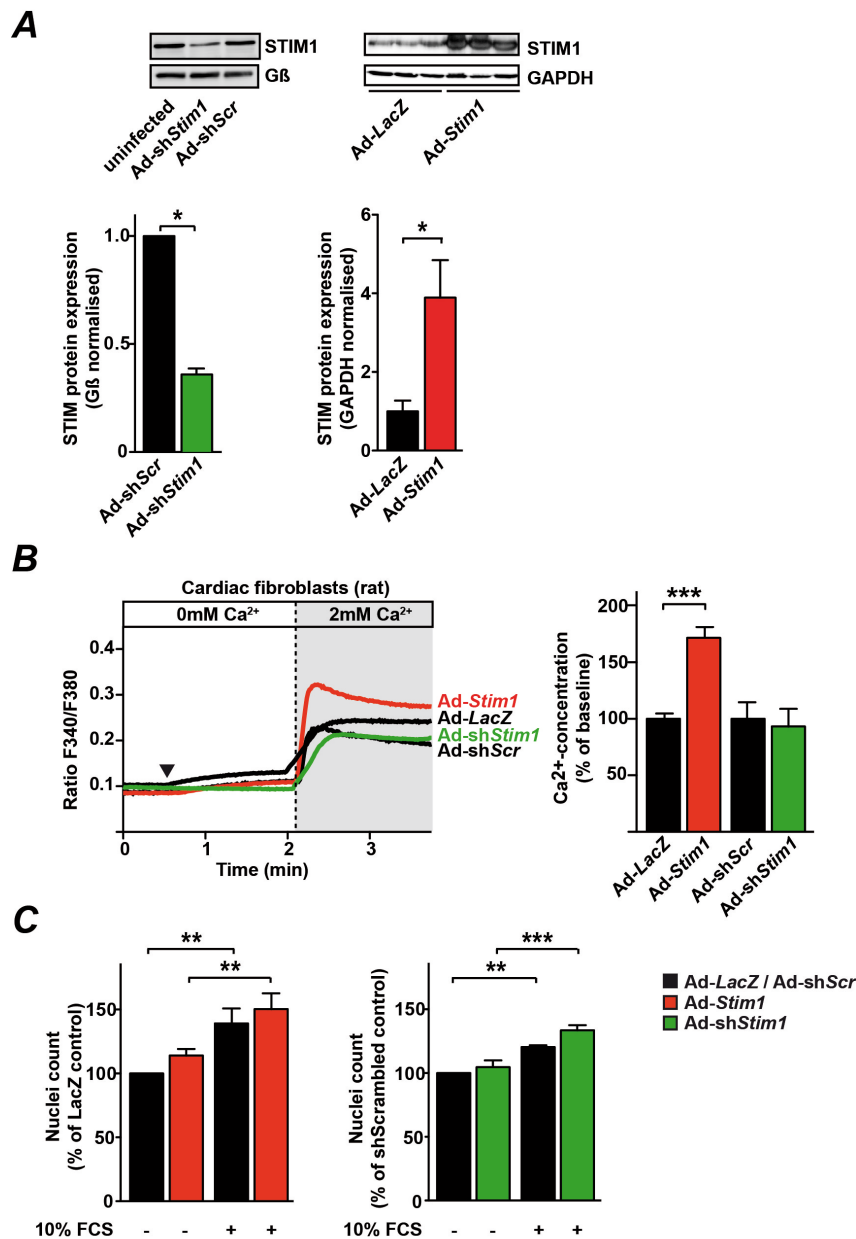 A
STIM1
Gß
uninfected
Ad-shStim1
Ad-shScr
STIM1
GAPDH
Ad-LacZ
Ad-Stim1
STIM protein expression
(Gß normalised)
1.0
0.5
0
*
Ad-shScr
Ad-shStim1
STIM protein expression
(GAPDH normalised)
6
4
2
0
*
Ad-LacZ
Ad-Stim1
B
Cardiac fibroblasts (rat)
0mM Ca²⁺ 2mM Ca²⁺
Ratio F340/F380
0.4
0.3
0.2
0.1
0 1 2 3
Time (min)
Ad-Stim1
Ad-LacZ
Ad-shStim1
Ad-shScr
Ca²⁺-concentration
(% of baseline)
200
150
100
50
***
Ad-LacZ
Ad-Stim1
Ad-shScr
Ad-shStim1
C
Nuclei count
(% of LacZ control)
150
100
50
0
**
**
10% FCS - - + +
Nuclei count
(% of shScrambled control)
150
100
50
0
***
**
10% FCS - - + +
Ad-LacZ / Ad-shScr
Ad-Stim1
Ad-shStim1